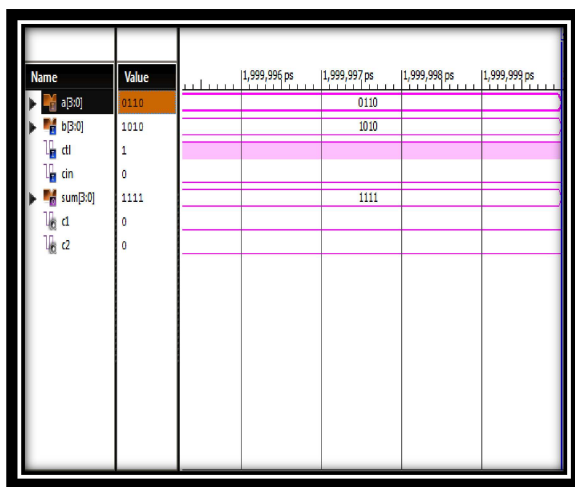 Name Value 1,999,996 ps 1,999,997 ps 1,999,998 ps 1,999,999 ps
a[3:0] 0110 0110
b[3:0] 1010 1010
ctl 1
cin 0
sum[3:0] 1111 1111
c1 0
c2 0